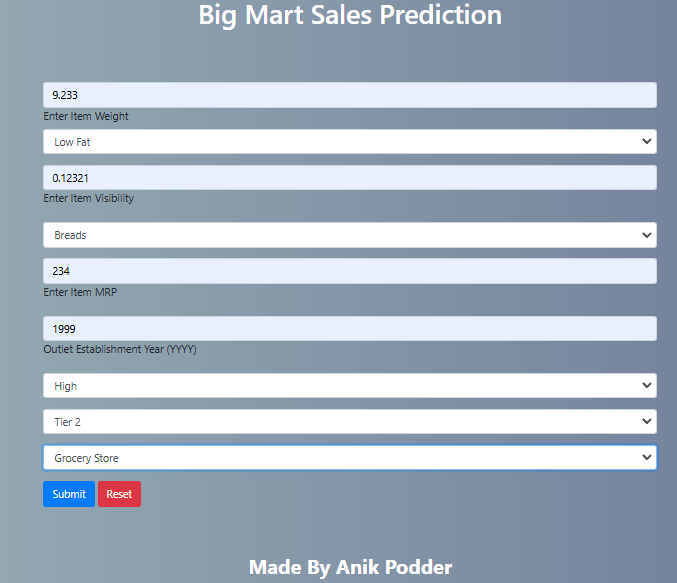 Big Mart Sales Prediction
9.233
Enter Item Weight
Low Fat
0.12321
Enter Item Visibility
Breads
234
Enter Item MRP
1999
Outlet Establishment Year (YYYY)
High
Tier 2
Grocery Store
Submit Reset
Made By Anik Podder